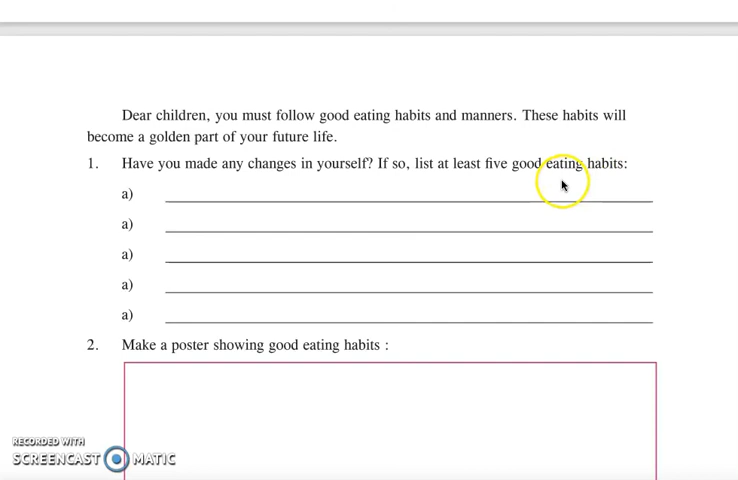 Dear children, you must follow good eating habits and manners. These habits will
become a golden part of your future life.
1. Have you made any changes in yourself? If so, list at least five good eating habits:
a)
a)
a)
a)
a)
2. Make a poster showing good eating habits :
RECORDED WITH
SCREENCAST MATIC